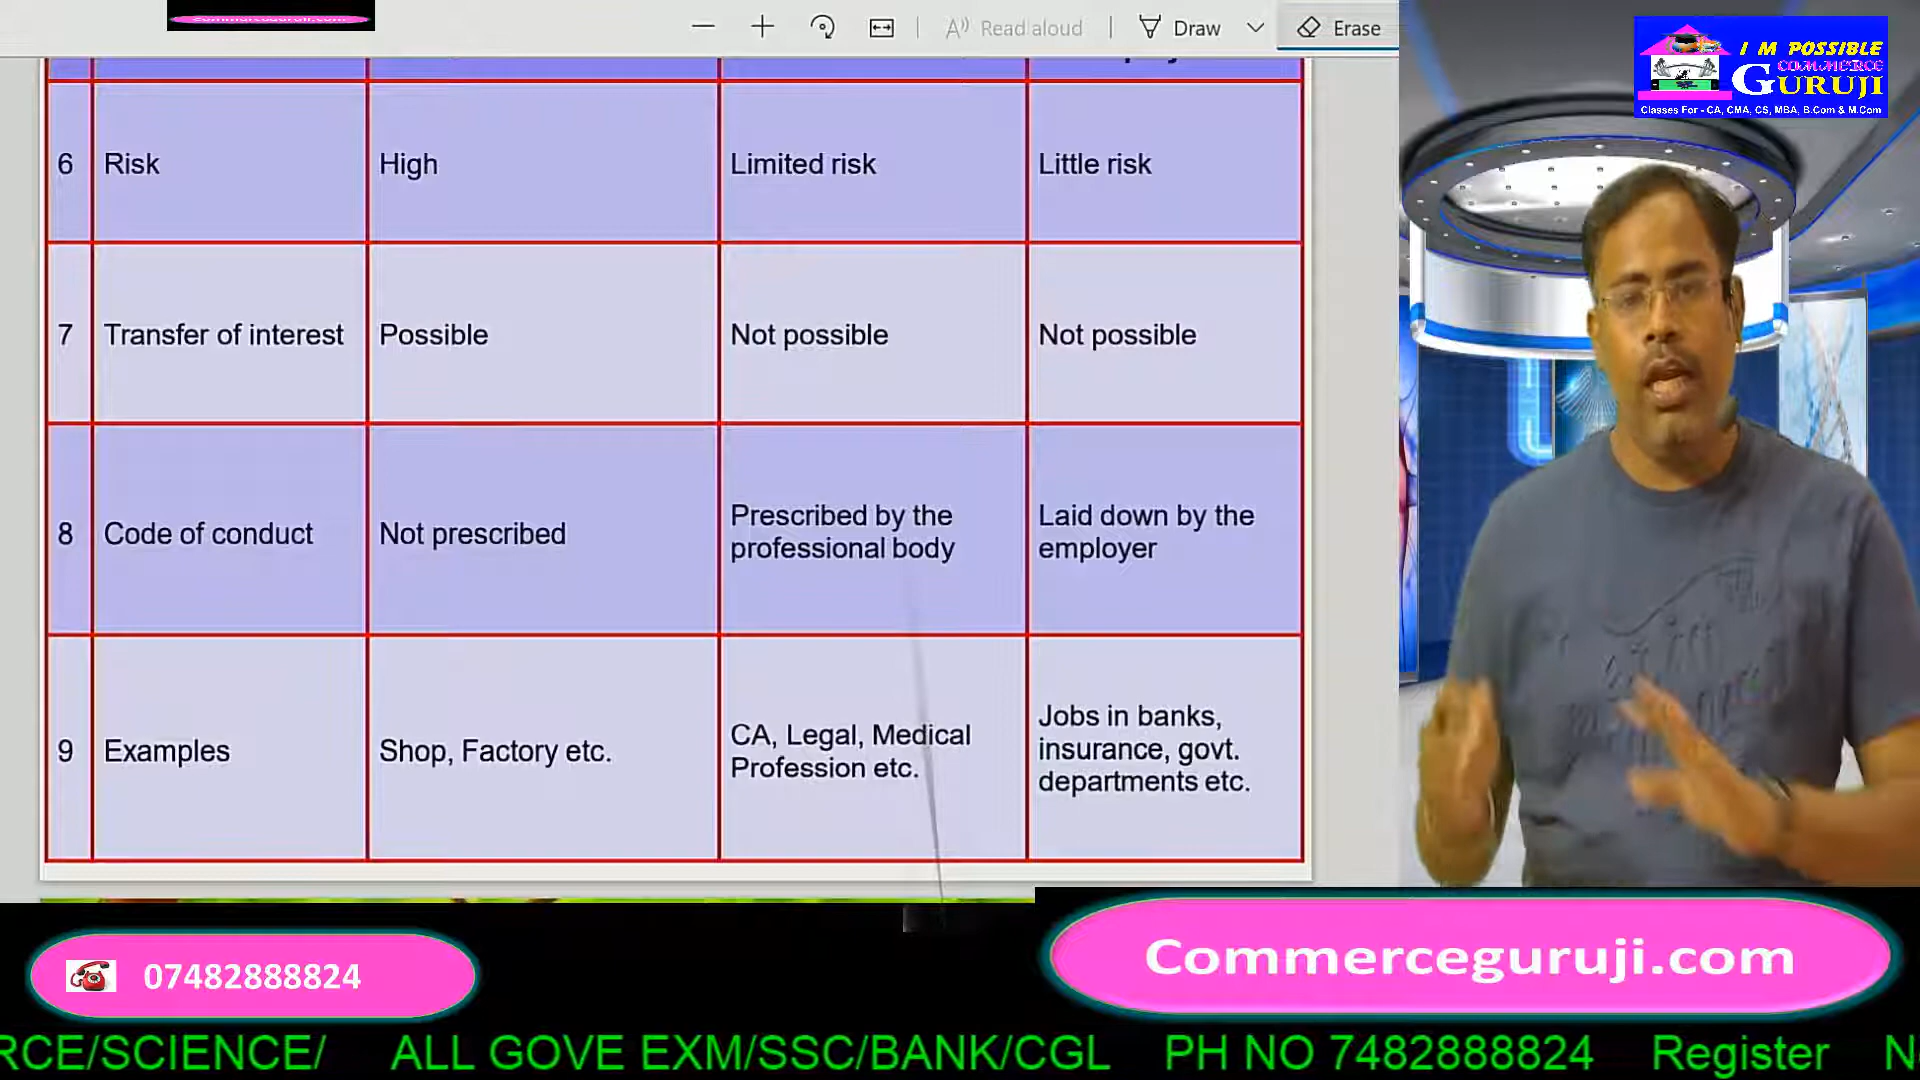 Commerceguruji.com
Read aloud
Draw
Erase
I M POSSIBLE
COMMERCE
GURUJI
Classes For - CA, CMA, CS, MBA, B.Com & M.Com
6 Risk High Limited risk Little risk
7 Transfer of interest Possible Not possible Not possible
8 Code of conduct Not prescribed Prescribed by the professional body Laid down by the employer
9 Examples Shop, Factory etc. CA, Legal, Medical Profession etc. Jobs in banks, insurance, govt. departments etc.
07482888824
Commerceguruji.com
RCE/SCIENCE/ ALL GOVE EXM/SSC/BANK/CGL PH NO 7482888824 Register